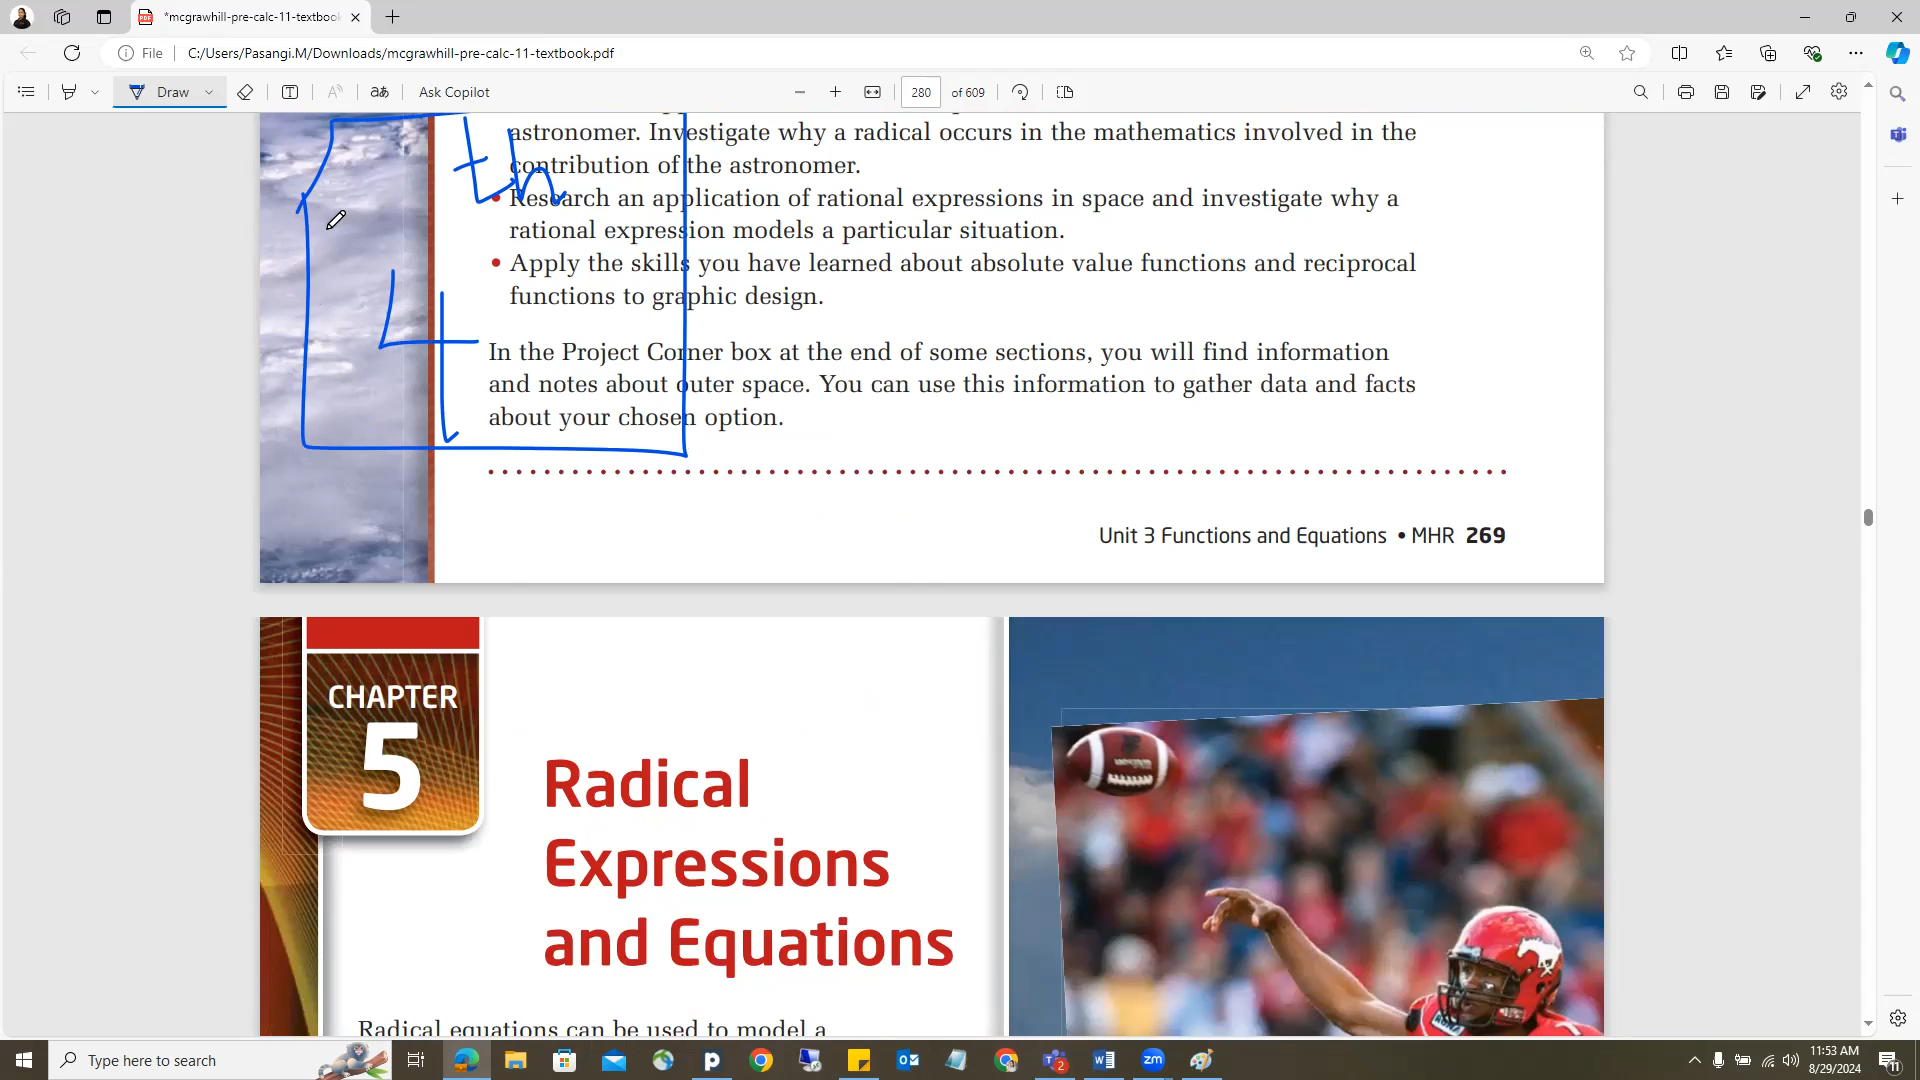 *mcgrawhill-pre-calc-11-textbook
File
C:/Users/Pasangi.M/Downloads/mcgrawhill-pre-calc-11-textbook.pdf
Draw
aあ
Ask Copilot
280
of 609
th
astronomer. Investigate why a radical occurs in the mathematics involved in the
contribution of the astronomer.
• Research an application of rational expressions in space and investigate why a
rational expression models a particular situation.
• Apply the skills you have learned about absolute value functions and reciprocal
functions to graphic design.
4
In the Project Corner box at the end of some sections, you will find information
and notes about outer space. You can use this information to gather data and facts
about your chosen option.
Unit 3 Functions and Equations • MHR 269
CHAPTER
5
Radical
Expressions
and Equations
Radical equations can be used to model a
Type here to search
11:53 AM
8/29/2024